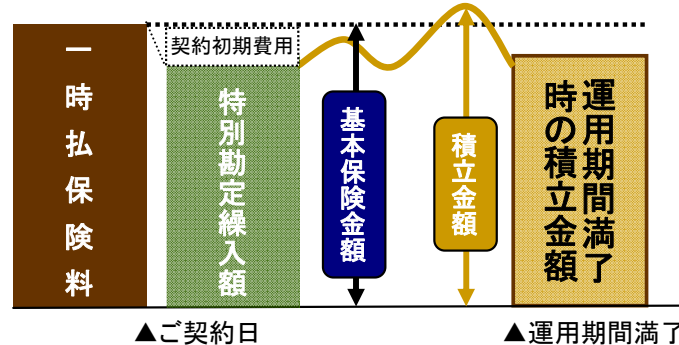 一時払保険料
契約初期費用
特別勘定繰入額
基本保険金額
積立金額
運用期間満了
時の積立金額
▲ご契約日
▲運用期間満了